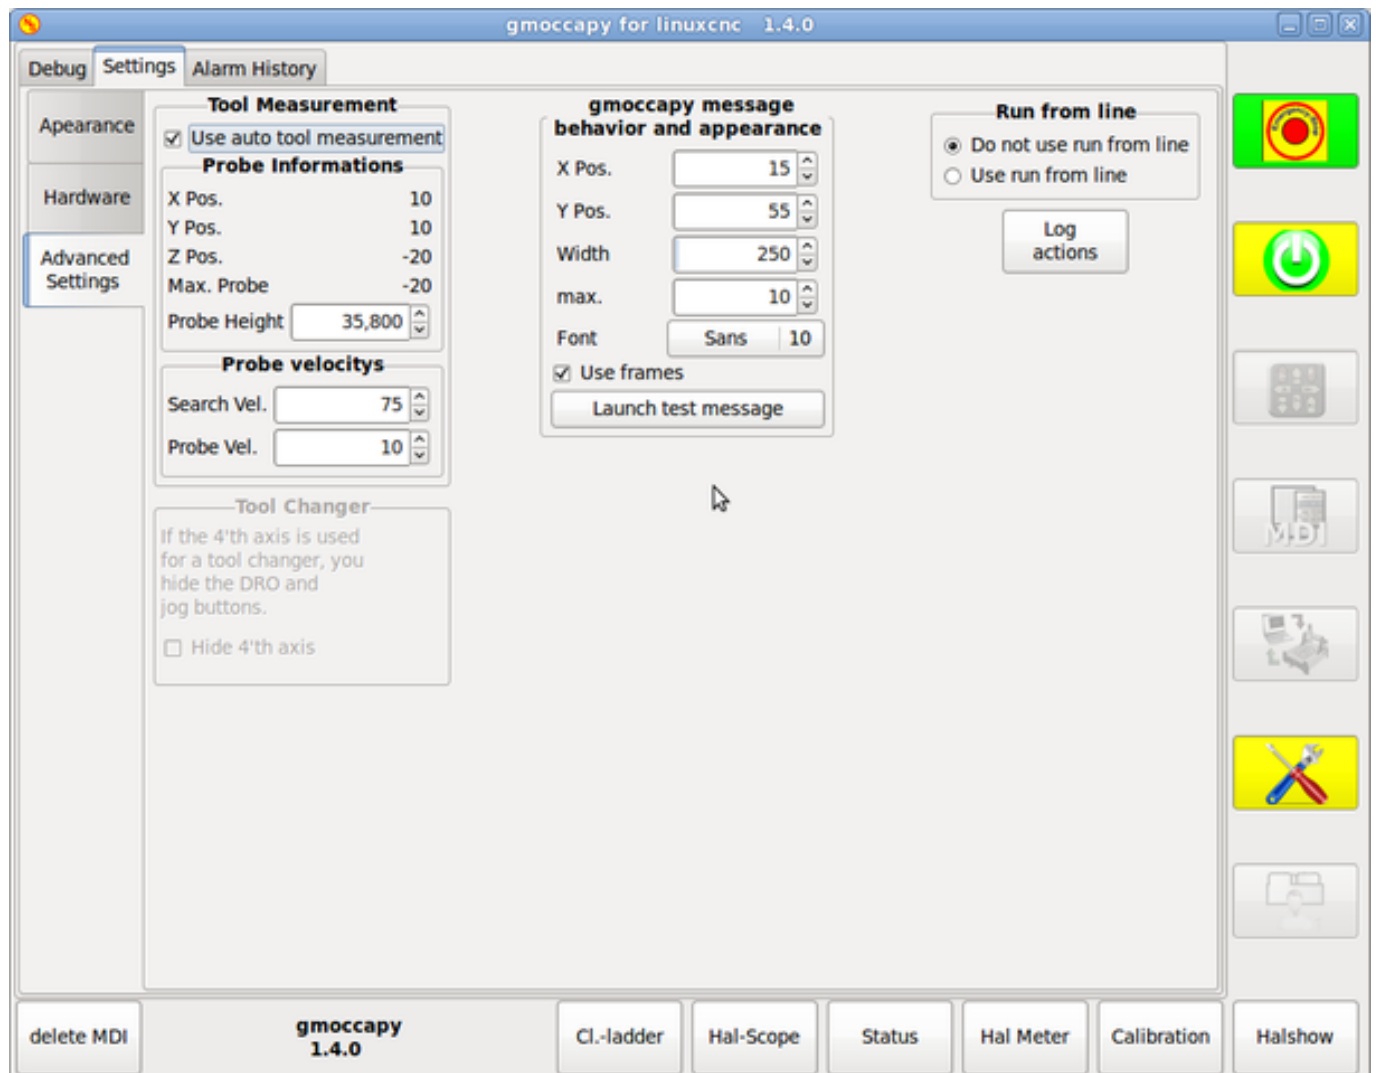 gmoccapy for linuxcnc 1.4.0
Debug
Settings
Alarm History
Apearance
Hardware
Advanced
Settings
Tool Measurement
Use auto tool measurement
Probe Informations
X Pos. 10
Y Pos. 10
Z Pos. -20
Max. Probe -20
Probe Height 35,800
Probe velocitys
Search Vel. 75
Probe Vel. 10
Tool Changer
If the 4'th axis is used
for a tool changer, you
hide the DRO and
jog buttons.
Hide 4'th axis
gmoccapy message
behavior and appearance
X Pos. 15
Y Pos. 55
Width 250
max. 10
Font Sans 10
Use frames
Launch test message
Run from line
Do not use run from line
Use run from line
Log
actions
MDI
delete MDI
gmoccapy
1.4.0
Cl.-ladder
Hal-Scope
Status
Hal Meter
Calibration
Halshow